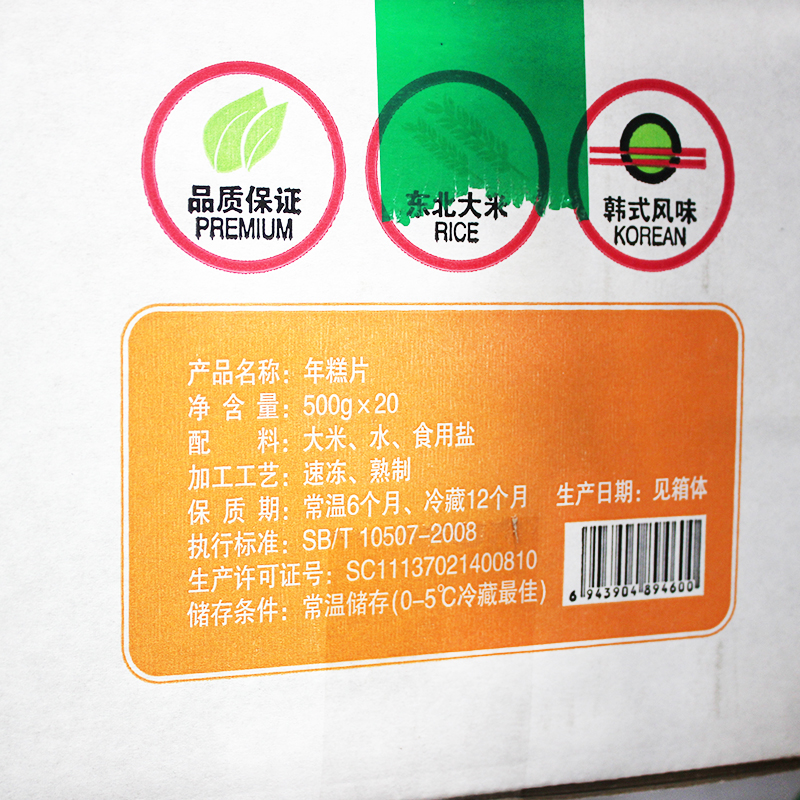 品质保证
PREMIUM
东北大米
RICE
韩式风味
KOREAN
产品名称：年糕片
净含量：500g×20
配料：大米、水、食用盐
加工工艺：速冻、熟制
保质期：常温6个月、冷藏12个月 生产日期：见箱体
执行标准：SB/T 10507-2008
生产许可证号：SC11137021400810
储存条件：常温储存(0-5℃冷藏最佳)
6 943904 894600